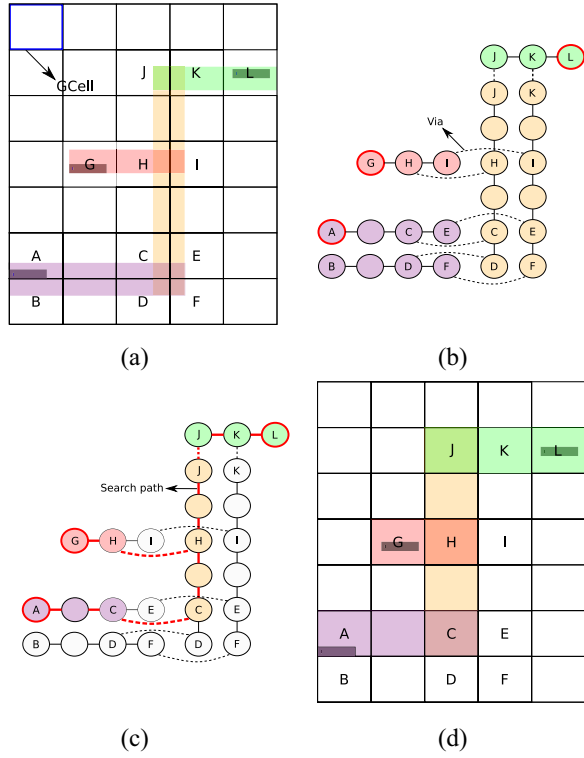 J K L
GCell
G H I
A C E
B D F
(a)
J K L
J K
Via
G H I H I
A C E C E
B D F D F
(b)
J K L
J K
Search path
G H I H I
A C E C E
B D F D F
(c)
J K L
G H I
A C E
B D F
(d)